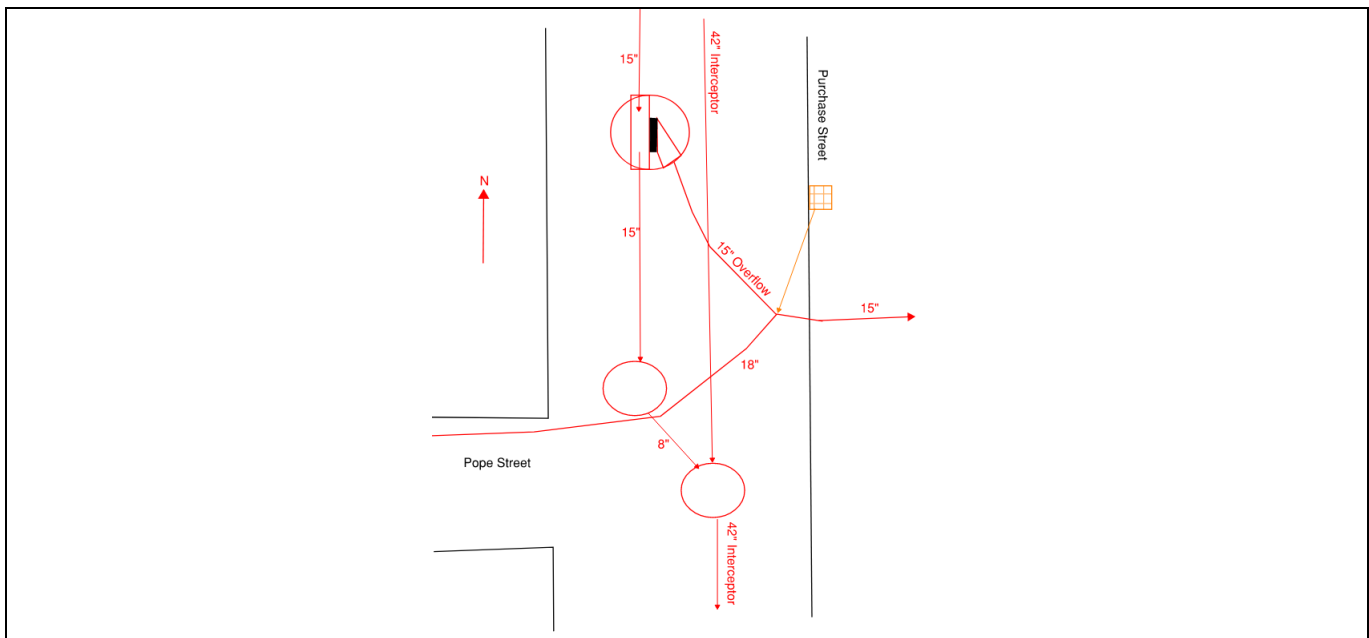 15"
42" Interceptor
Purchase Street
N
15"
15" Overflow
15"
18"
8"
Pope Street
42" Interceptor